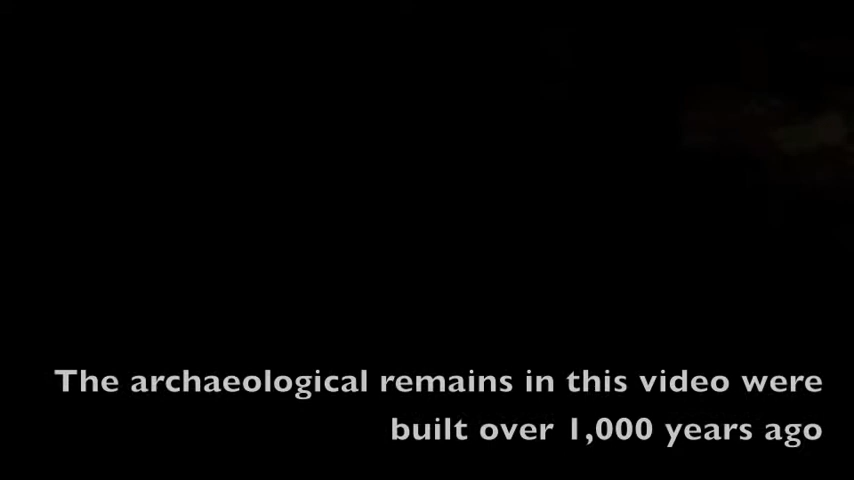 The archaeological remains in this video were
built over 1,000 years ago